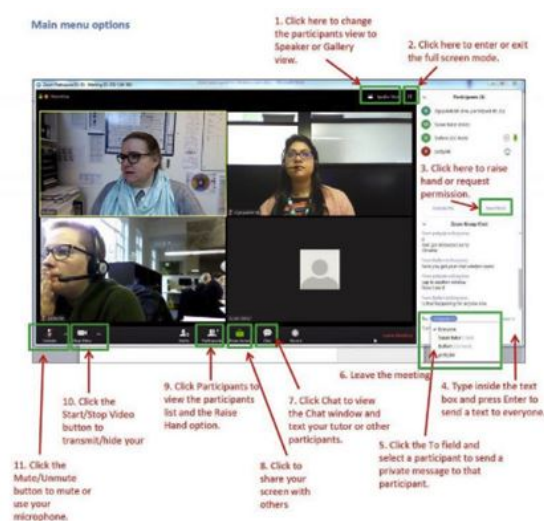 Main menu options
1. Click here to change
the participants view to
Speaker or Gallery
view.
2. Click here to enter or exit
the full screen mode.
3. Click here to raise
hand or request
permission.
Zoom Group Chat
Everyone
4. Type inside the text
box and press Enter to
send a text to everyone.
5. Click the To field and
select a participant to send a
private message to that
participant.
6. Leave the meeting
7. Click Chat to view
the Chat window and
text your tutor or other
participants.
8. Click to
share your
screen with
others
9. Click Participants to
view the participants
list and the Raise
Hand option.
10. Click the
Start/Stop Video
button to
transmit/hide your
11. Click the
Mute/Unmute
button to mute or
use your
microphone.